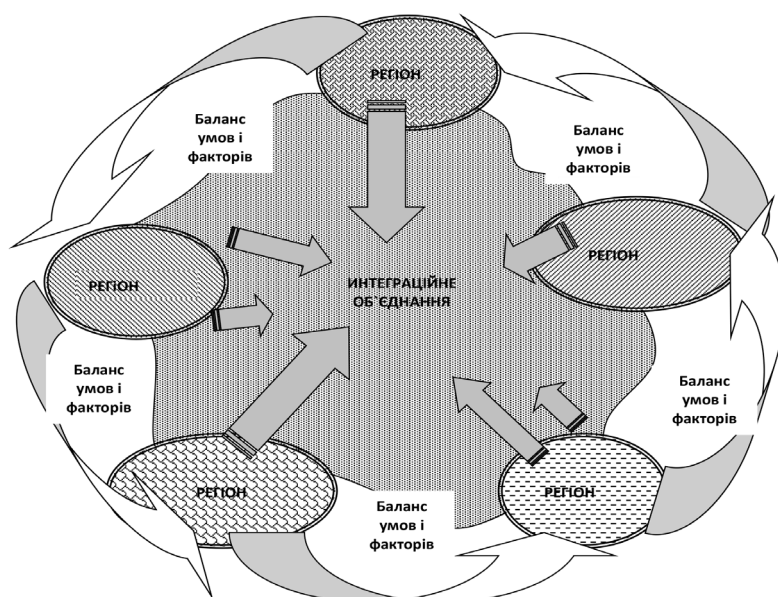 РЕГІОН
Баланс
умов і
факторів
Баланс
умов і
факторів
РЕГІОН
РЕГІОН
ИНТЕГРАЦІЙНЕ
ОБ`ЄДНАННЯ
Баланс
умов і
факторів
Баланс
умов і
факторів
РЕГІОН
РЕГІОН
Баланс
умов і
факторів